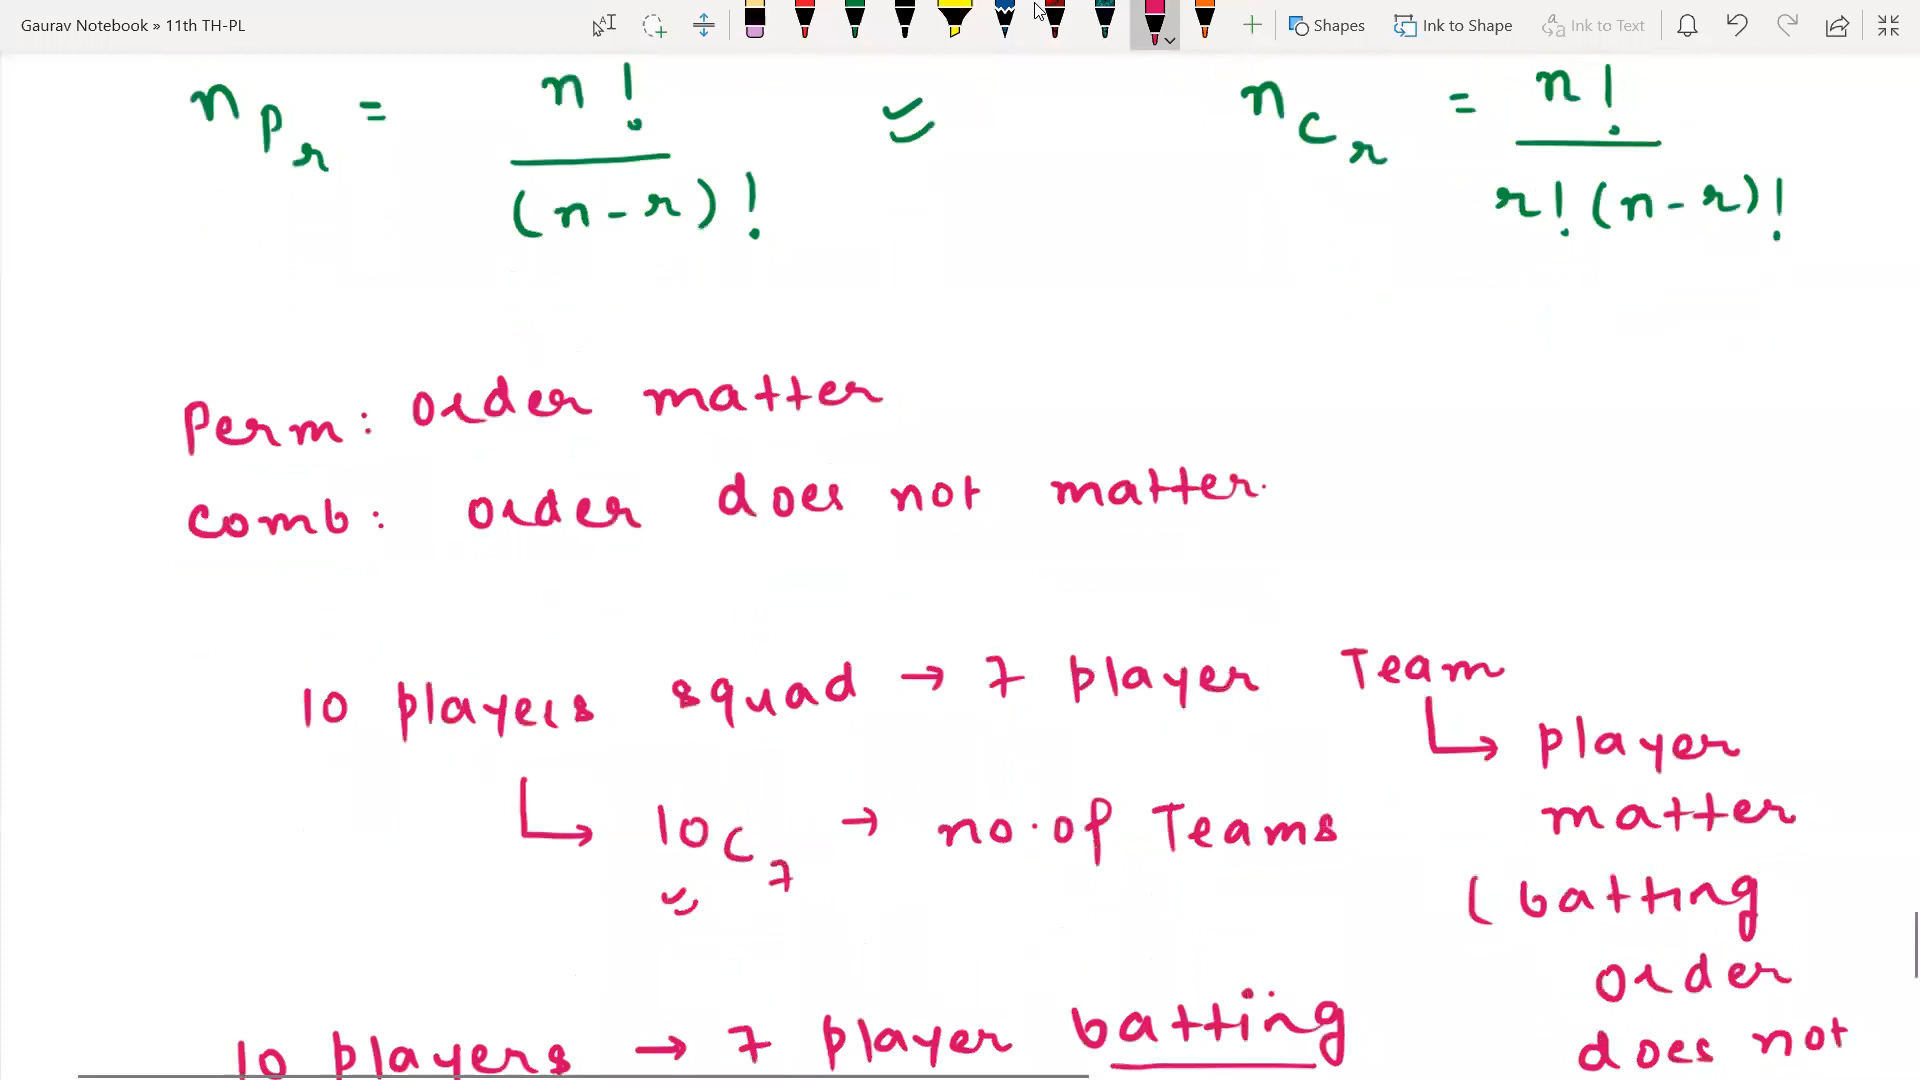 Gaurav Notebook » 11th TH-PL
Shapes Ink to Shape Ink to Text
nPr = n! / (n-r)!
nCr = n! / r!(n-r)!
Perm: order matter
Comb: order does not matter.
10 players squad → 7 player Team
↳ player
matter
↳ 10C7 → no. of Teams
( batting
order
does not
10 players → 7 player batting